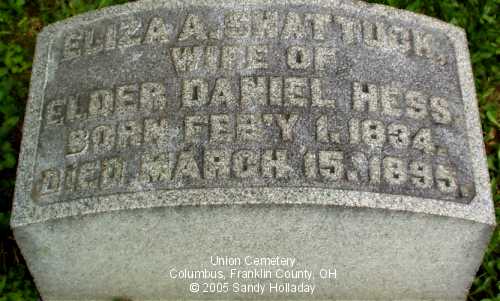 ELIZA A. SHATTUCK,
WIFE OF
ELDER DANIEL HESS.
BORN FEB'Y 1, 1834.
DIED MARCH 15, 1895.
Union Cemetery
Columbus, Franklin County, OH
© 2005 Sandy Holladay